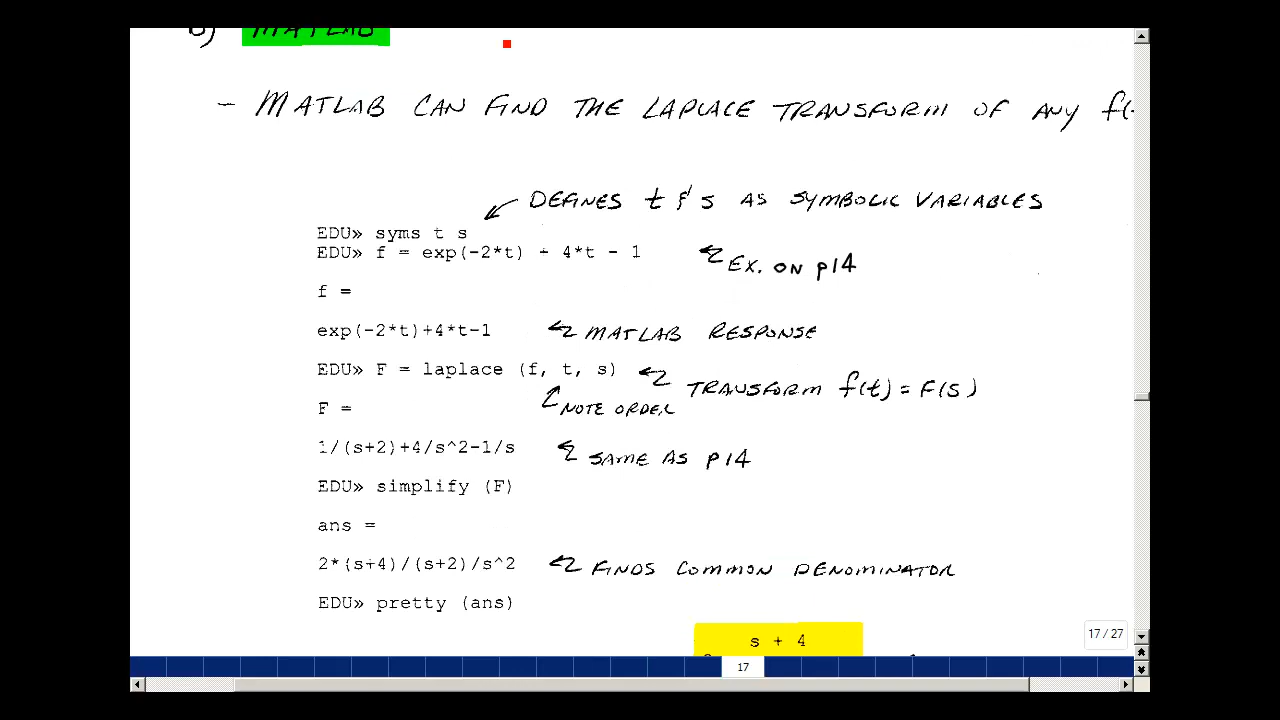 b) MATLAB
- MATLAB CAN FIND THE LAPLACE TRANSFORM OF ANY f(
DEFINES t & s AS SYMBOLIC VARIABLES
EDU» syms t s
EDU» f = exp(-2*t) + 4*t - 1
EX. ON p14
f =
exp(-2*t)+4*t-1
MATLAB RESPONSE
EDU» F = laplace (f, t, s)
TRANSFORM f(t) = F(s)
NOTE ORDER
F =
1/(s+2)+4/s^2-1/s
SAME AS p14
EDU» simplify (F)
ans =
2*(s+4)/(s+2)/s^2
FINDS COMMON DENOMINATOR
EDU» pretty (ans)
s + 4
17 / 27
17